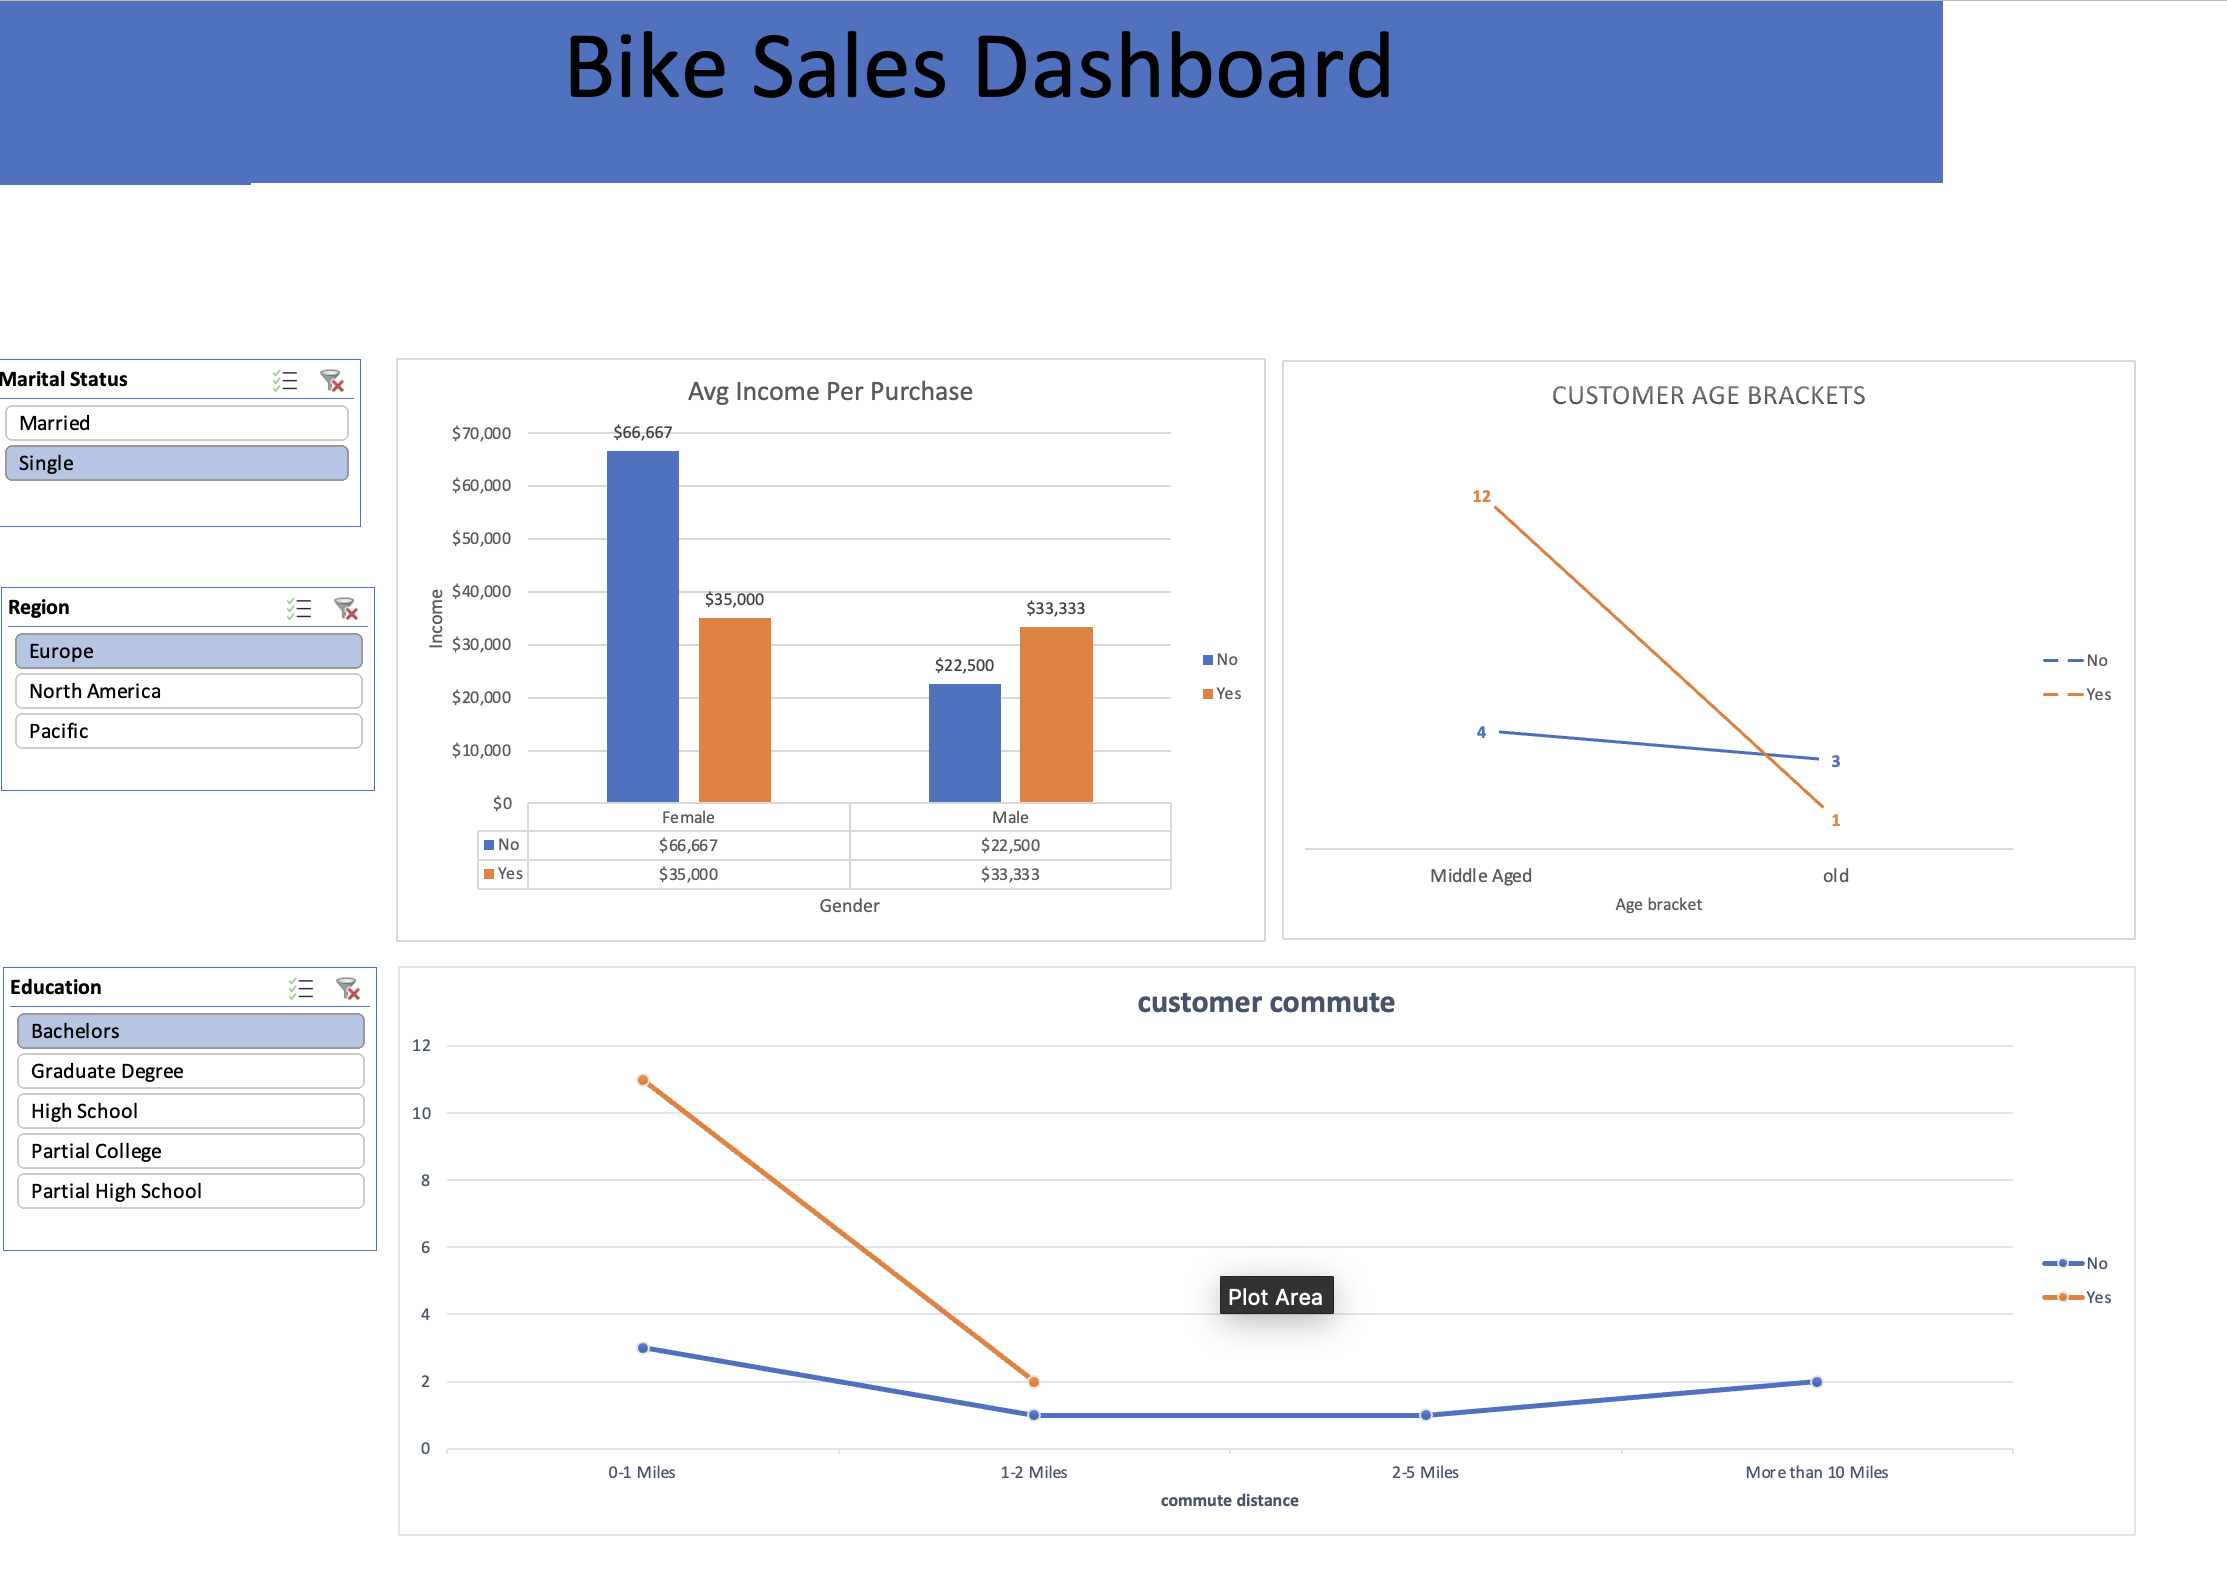 Bike Sales Dashboard
Marital Status
Married
Single
Region
Europe
North America
Pacific
Education
Bachelors
Graduate Degree
High School
Partial College
Partial High School
Avg Income Per Purchase
$70,000
$60,000
$50,000
$40,000
$30,000
$20,000
$10,000
$0
Income
$66,667
$35,000
$22,500
$33,333
Female Male
No $66,667 $22,500
Yes $35,000 $33,333
Gender
No
Yes
CUSTOMER AGE BRACKETS
12
4
3
1
Middle Aged old
Age bracket
No
Yes
customer commute
12
10
8
6
4
2
0
Plot Area
0-1 Miles 1-2 Miles 2-5 Miles More than 10 Miles
commute distance
No
Yes